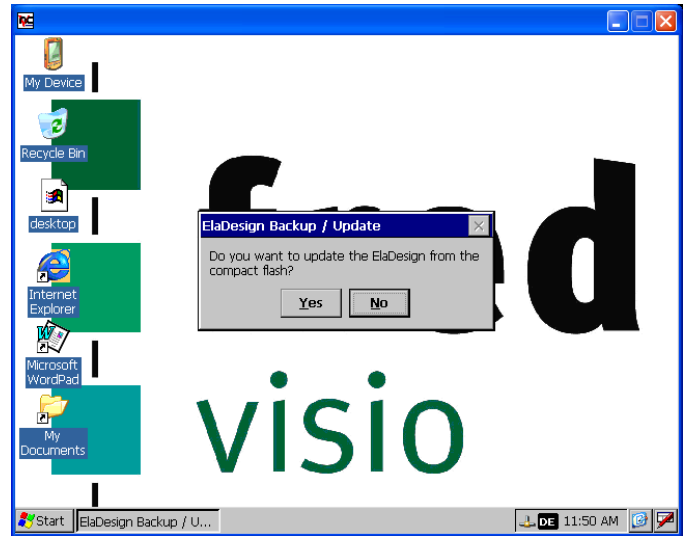 My Device
Recycle Bin
desktop
Internet
Explorer
Microsoft
WordPad
My
Documents
ElaDesign Backup / Update
Do you want to update the ElaDesign from the
compact flash?
Yes
No
visio
Start
ElaDesign Backup / U...
DE
11:50 AM